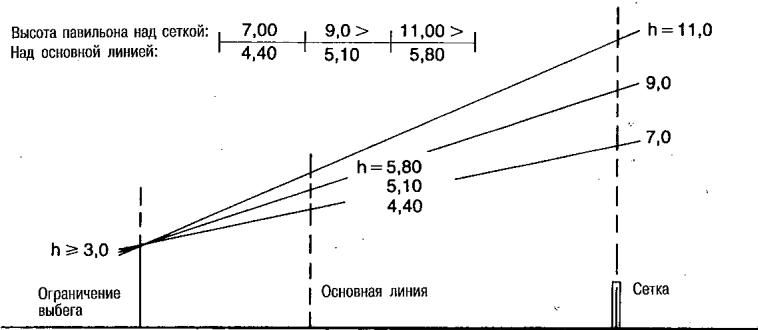 Высота павильона над сеткой: 7,00 9,0 > 11,00 >
Над основной линией: 4,40 5,10 5,80
h = 11,0
9,0
7,0
h = 5,80
5,10
4,40
h ⩾ 3,0
Ограничение
выбега
Основная линия
Сетка